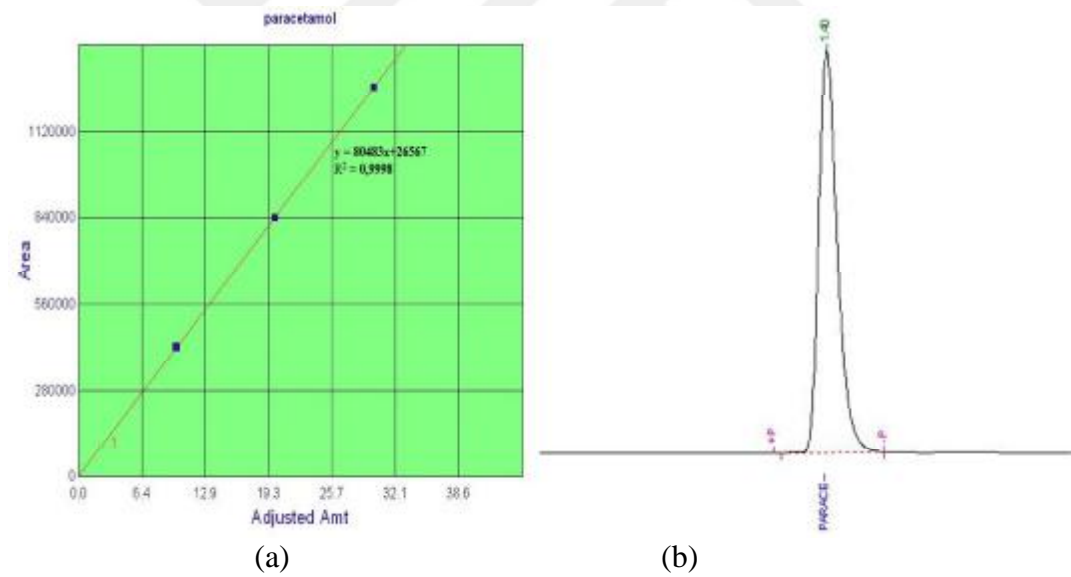 paracetamol
1120000
840000
560000
280000
0
Area
y = 80483x+26567
R² = 0,9998
1
0.0 6.4 12.9 19.3 25.7 32.1 38.6
Adjusted Amt
(a)
1.40
+P
-P
PARACE-
(b)